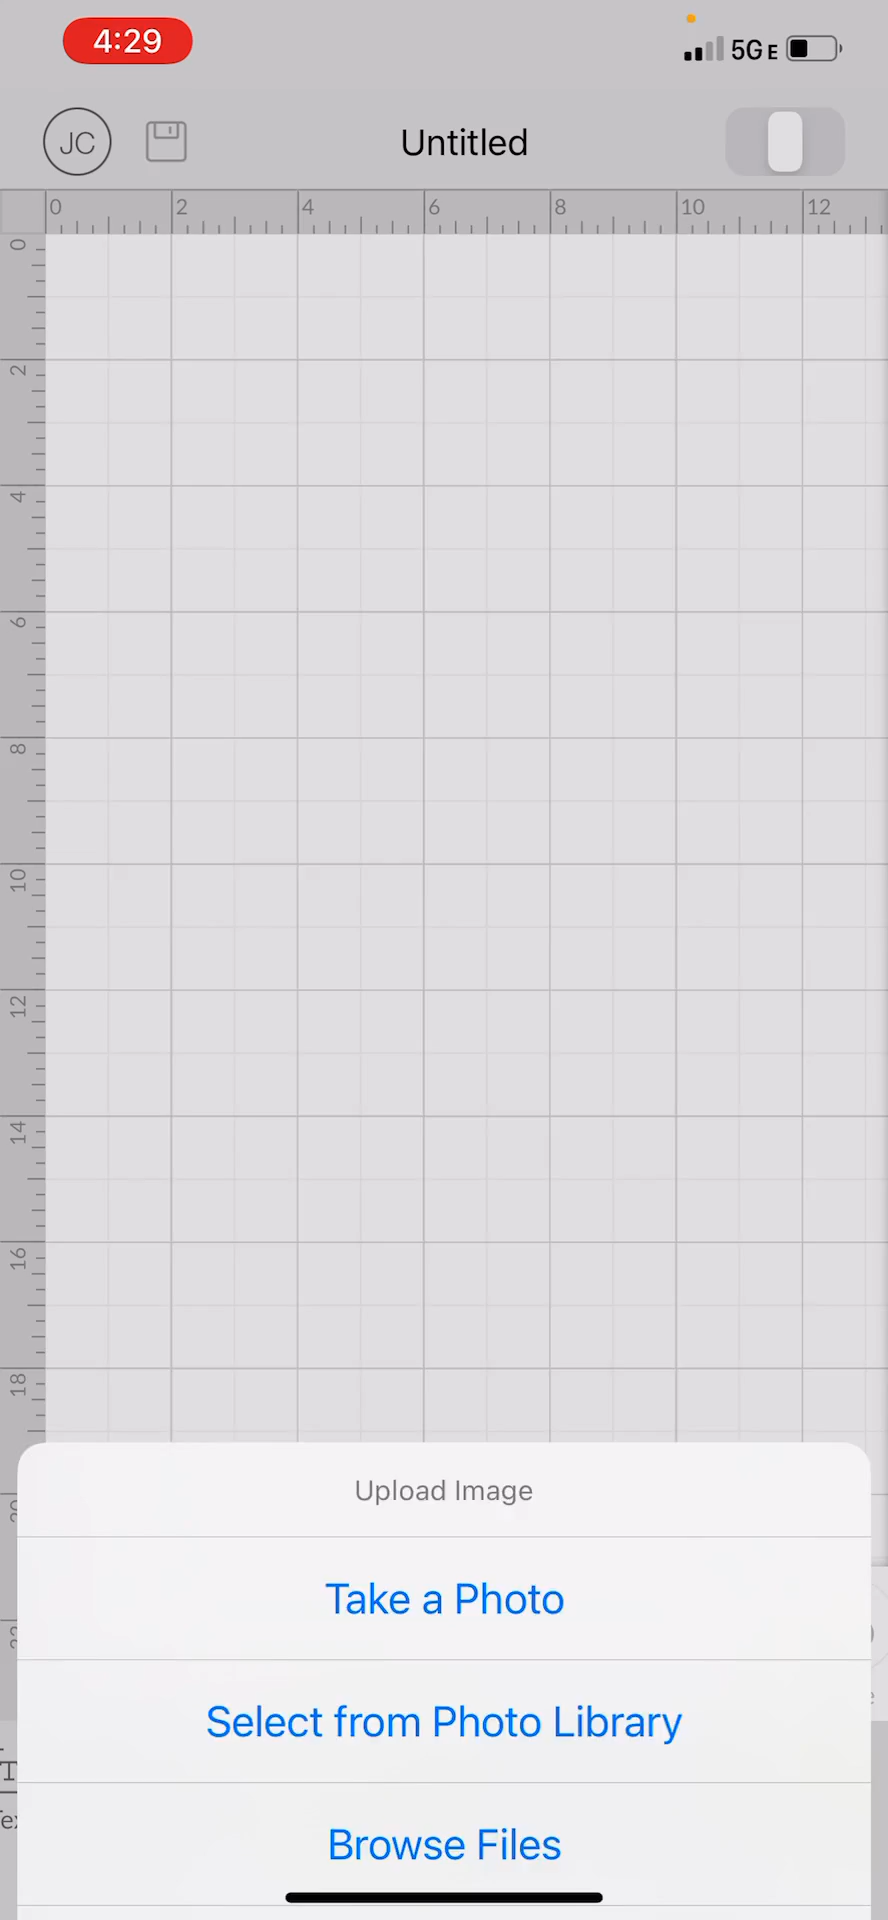 4:29
5G E
JC
Untitled
0 2 4 6 8 10 12
0
2
4
6
8
10
12
14
16
18
Upload Image
Take a Photo
Select from Photo Library
Browse Files